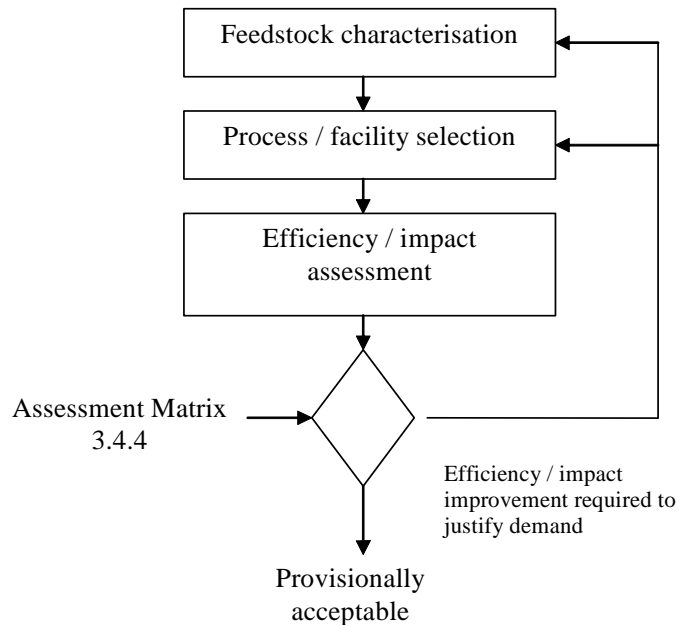 Feedstock characterisation
Process / facility selection
Efficiency / impact
assessment
Assessment Matrix
3.4.4
Efficiency / impact
improvement required to
justify demand
Provisionally
acceptable